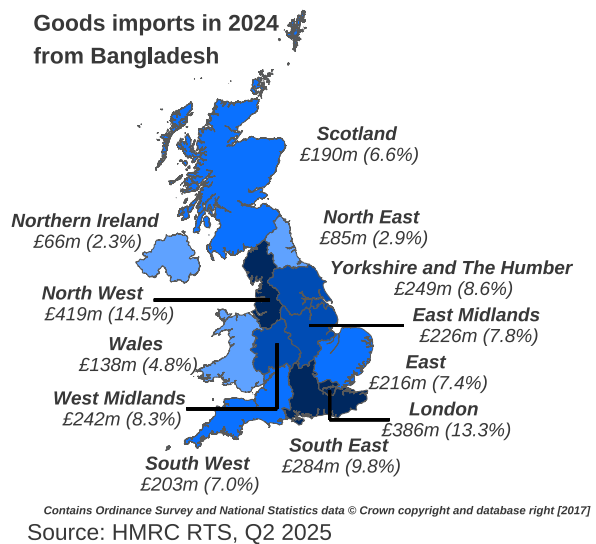 Goods imports in 2024
from Bangladesh
Scotland
£190m (6.6%)
Northern Ireland
£66m (2.3%)
North East
£85m (2.9%)
Yorkshire and The Humber
£249m (8.6%)
North West
£419m (14.5%)
East Midlands
£226m (7.8%)
Wales
£138m (4.8%)
East
£216m (7.4%)
West Midlands
£242m (8.3%)
London
£386m (13.3%)
South East
£284m (9.8%)
South West
£203m (7.0%)
Contains Ordinance Survey and National Statistics data © Crown copyright and database right [2017]
Source: HMRC RTS, Q2 2025